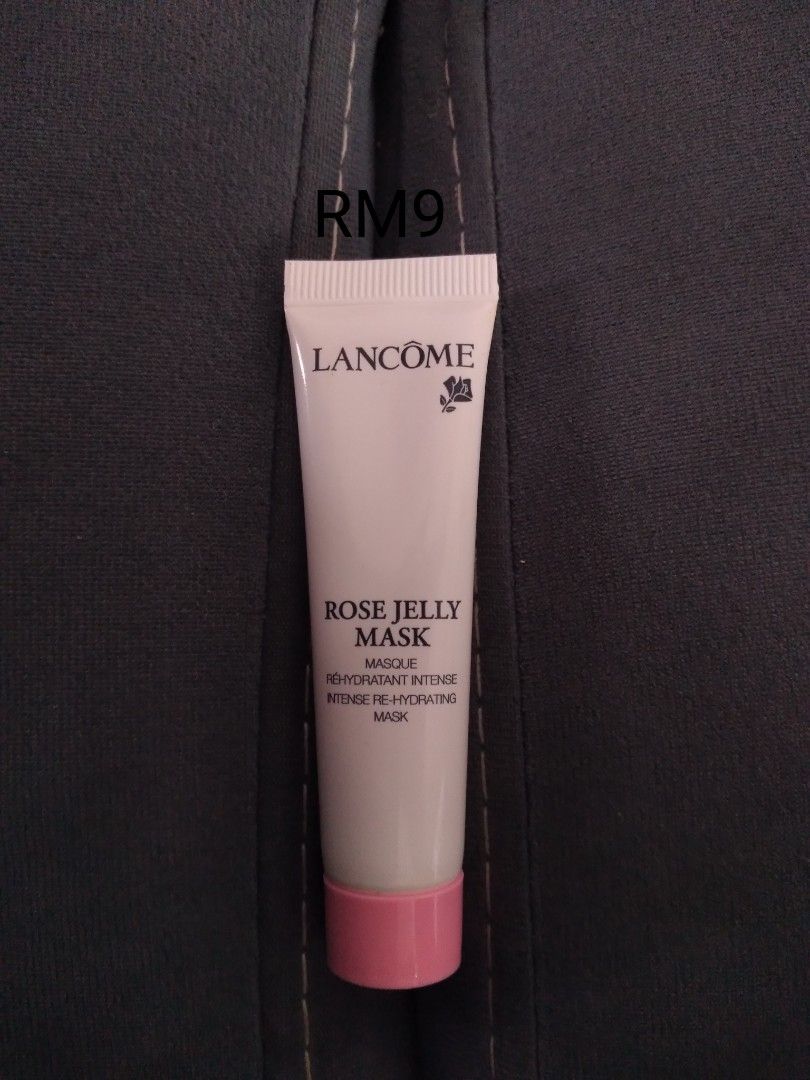 RM9
LANCÔME
ROSE JELLY
MASK
MASQUE
RÉHYDRATANT INTENSE
INTENSE RE-HYDRATING
MASK